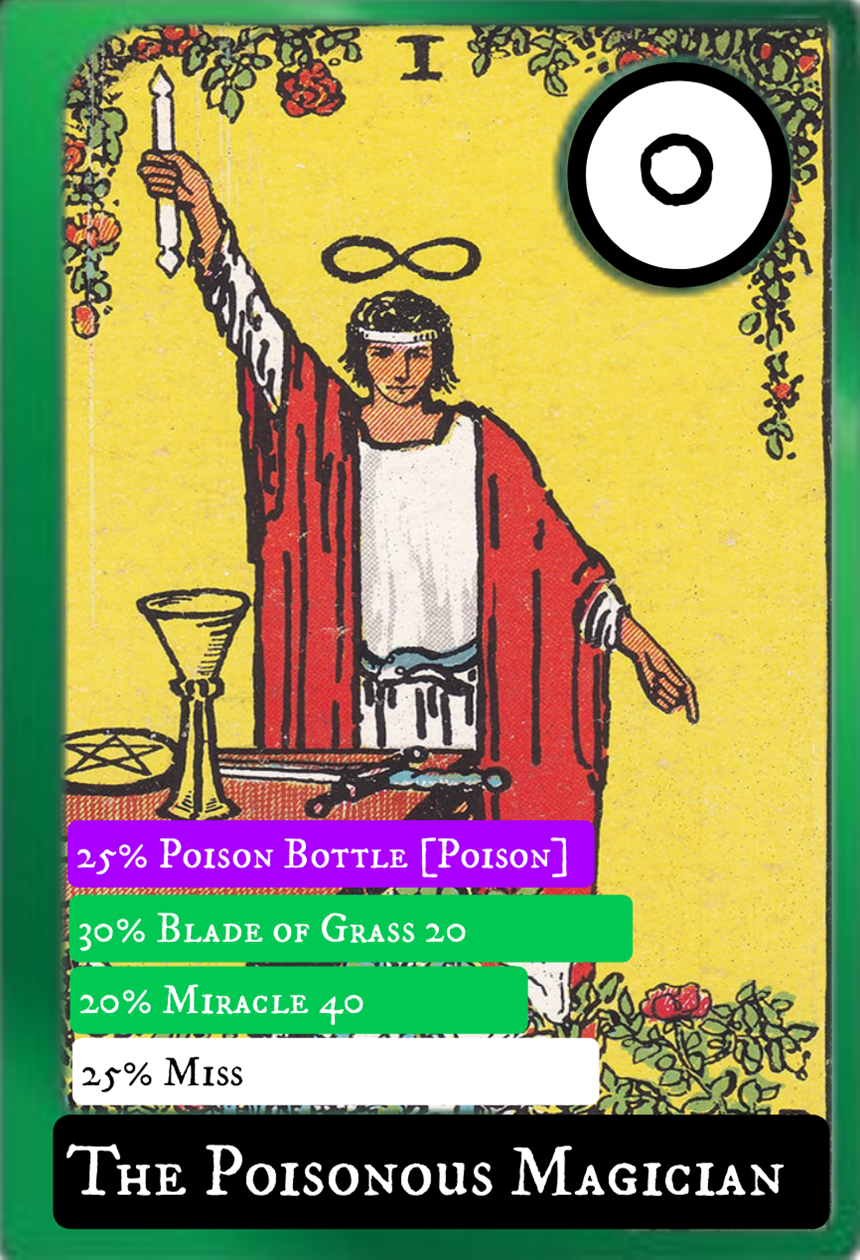 I
25% Poison Bottle [Poison]
30% Blade of Grass 20
20% Miracle 40
25% Miss
The Poisonous Magician